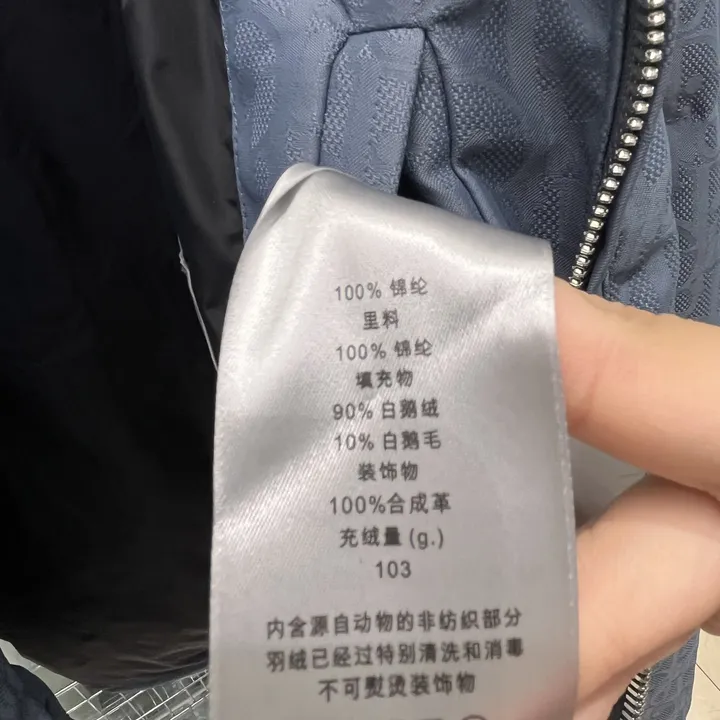 100% 锦纶
里料
100% 锦纶
填充物
90% 白鹅绒
10% 白鹅毛
装饰物
100%合成革
充绒量 (g.)
103
内含源自动物的非纺织部分
羽绒已经过特别清洗和消毒
不可熨烫装饰物